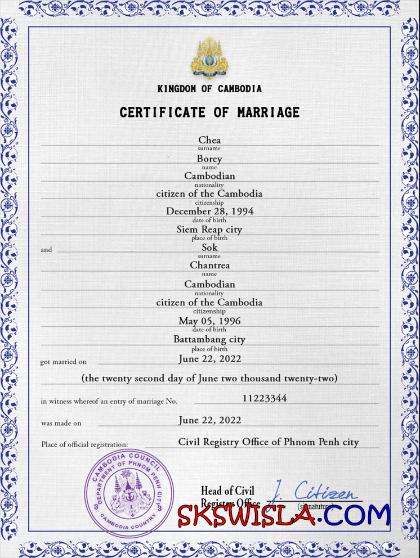 KINGDOM OF CAMBODIA
CERTIFICATE OF MARRIAGE
Chea
surname
Borey
name
Cambodian
nationality
citizen of the Cambodia
citizenship
December 28, 1994
date of birth
Siem Reap city
place of birth
and Sok
surname
Chantrea
name
Cambodian
nationality
citizen of the Cambodia
citizenship
May 05, 1996
date of birth
Battambang city
place of birth
got married on June 22, 2022
(the twenty second day of June two thousand twenty-two)
in witness whereof an entry of marriage No. 11223344
was made on June 22, 2022
Place of official registration: Civil Registry Office of Phnom Penh city
CAMBODIA COUNCIL
DEPARTMENT OF PHNOM PENH CITY
CAMBODIA COUNTRY
Head of Civil
Registry Office J. Citizen
(signature)
SKSWISLA.COM